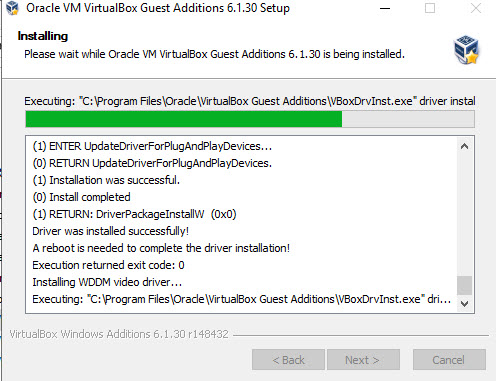 Oracle VM VirtualBox Guest Additions 6.1.30 Setup
Installing
Please wait while Oracle VM VirtualBox Guest Additions 6.1.30 is being installed.
Executing: "C:\Program Files\Oracle\VirtualBox Guest Additions\VBoxDrvInst.exe" driver instal
(1) ENTER UpdateDriverForPlugAndPlayDevices...
(0) RETURN UpdateDriverForPlugAndPlayDevices.
(1) Installation was successful.
(0) Install completed
(1) RETURN: DriverPackageInstallW (0x0)
Driver was installed successfully!
A reboot is needed to complete the driver installation!
Execution returned exit code: 0
Installing WDDM video driver...
Executing: "C:\Program Files\Oracle\VirtualBox Guest Additions\VBoxDrvInst.exe" dri...
VirtualBox Windows Additions 6.1.30 r148432
< Back Next > Cancel